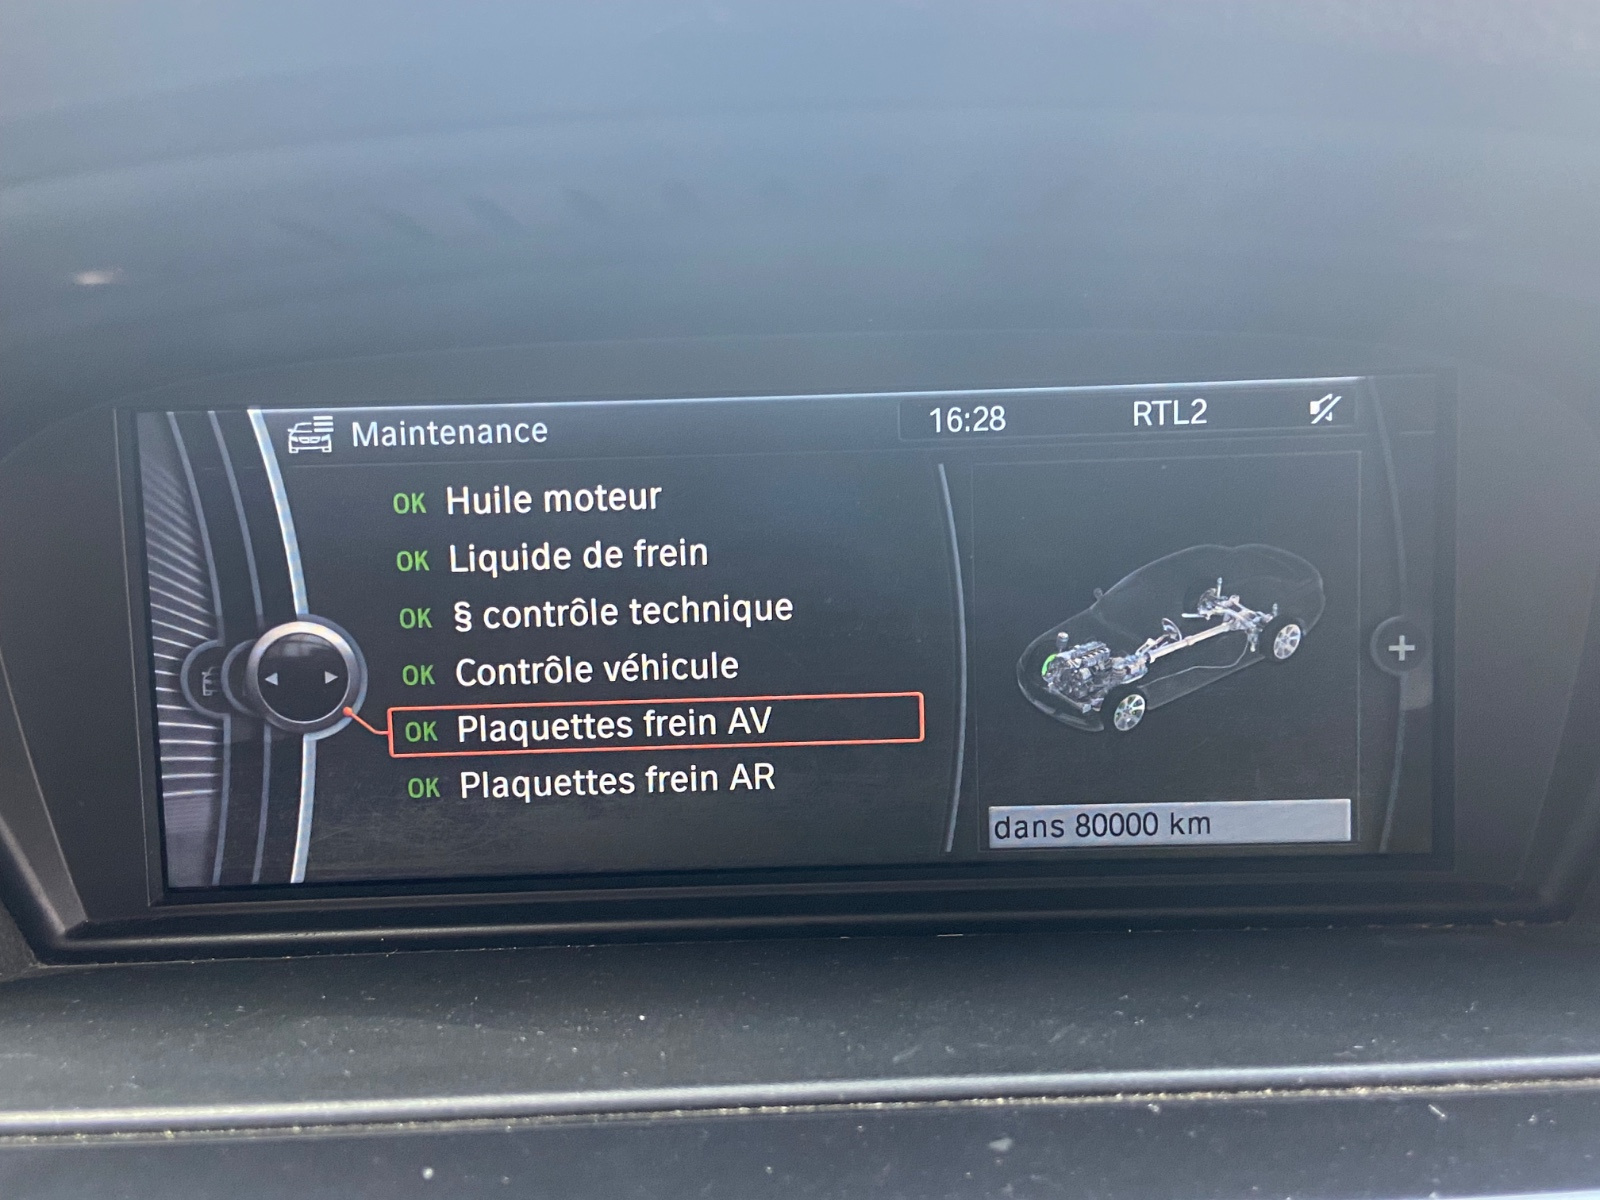 Maintenance
16:28
RTL2
OK Huile moteur
OK Liquide de frein
OK § contrôle technique
OK Contrôle véhicule
OK Plaquettes frein AV
OK Plaquettes frein AR
dans 80000 km